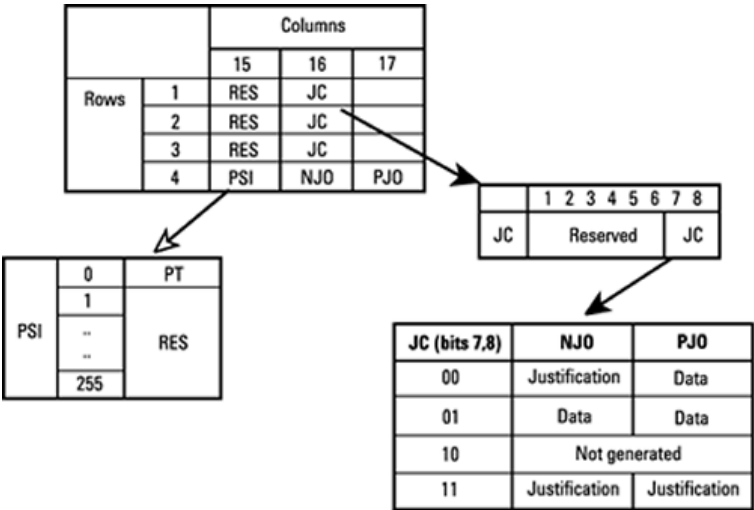 Columns
15 16 17
Rows 1 RES JC
2 RES JC
3 RES JC
4 PSI NJO PJO
1 2 3 4 5 6 7 8
JC Reserved JC
PSI 0 PT
1
..
RES
..
255
JC (bits 7,8) NJO PJO
00 Justification Data
01 Data Data
10 Not generated
11 Justification Justification